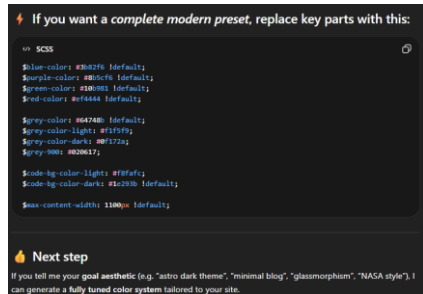 ⚡ If you want a complete modern preset, replace key parts with this:
</> SCSS
$blue-color: #3b82f6 !default;
$purple-color: #8b5cf6 !default;
$green-color: #10b981 !default;
$red-color: #ef4444 !default;
$grey-color: #64748b !default;
$grey-color-light: #f1f5f9;
$grey-color-dark: #0f172a;
$grey-900: #020617;
$code-bg-color-light: #f8fafc;
$code-bg-color-dark: #1e293b !default;
$max-content-width: 1100px !default;
👍 Next step
If you tell me your goal aesthetic (e.g. "astro dark theme", "minimal blog", "glassmorphism", "NASA style"), I
can generate a fully tuned color system tailored to your site.